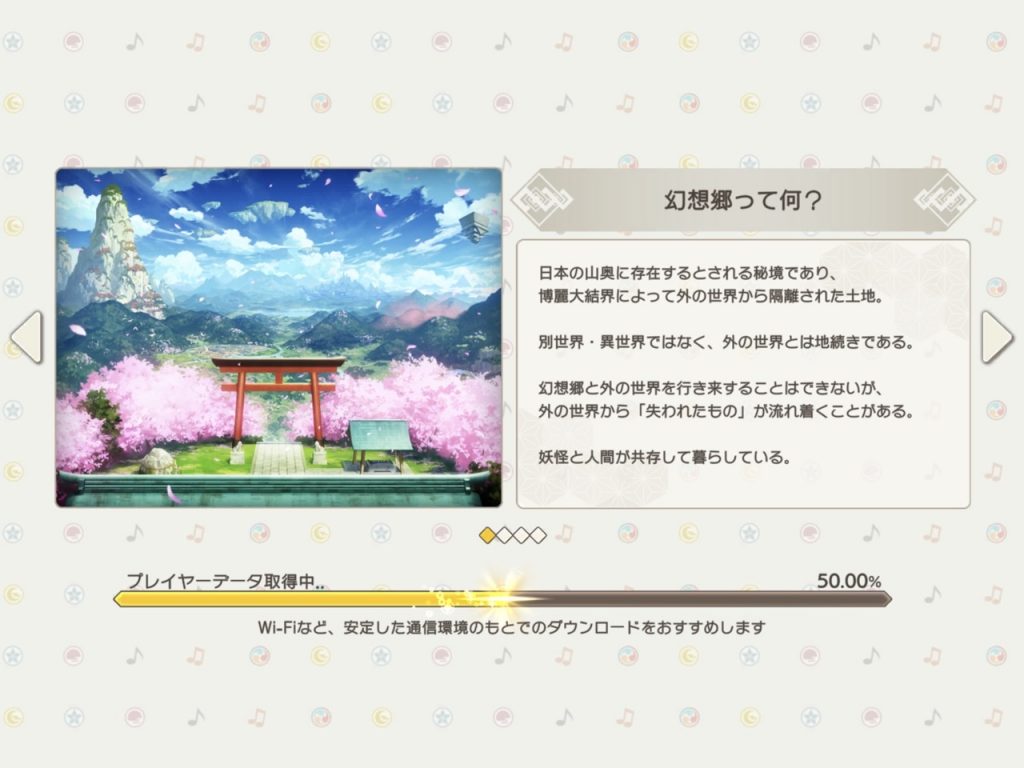 幻想郷って何？
日本の山奥に存在するとされる秘境であり、
博麗大結界によって外の世界から隔離された土地。
別世界・異世界ではなく、外の世界とは地続きである。
幻想郷と外の世界を行き来することはできないが、
外の世界から「失われたもの」が流れ着くことがある。
妖怪と人間が共存して暮らしている。
プレイヤーデータ取得中..
50.00%
Wi-Fiなど、安定した通信環境のもとでのダウンロードをおすすめします